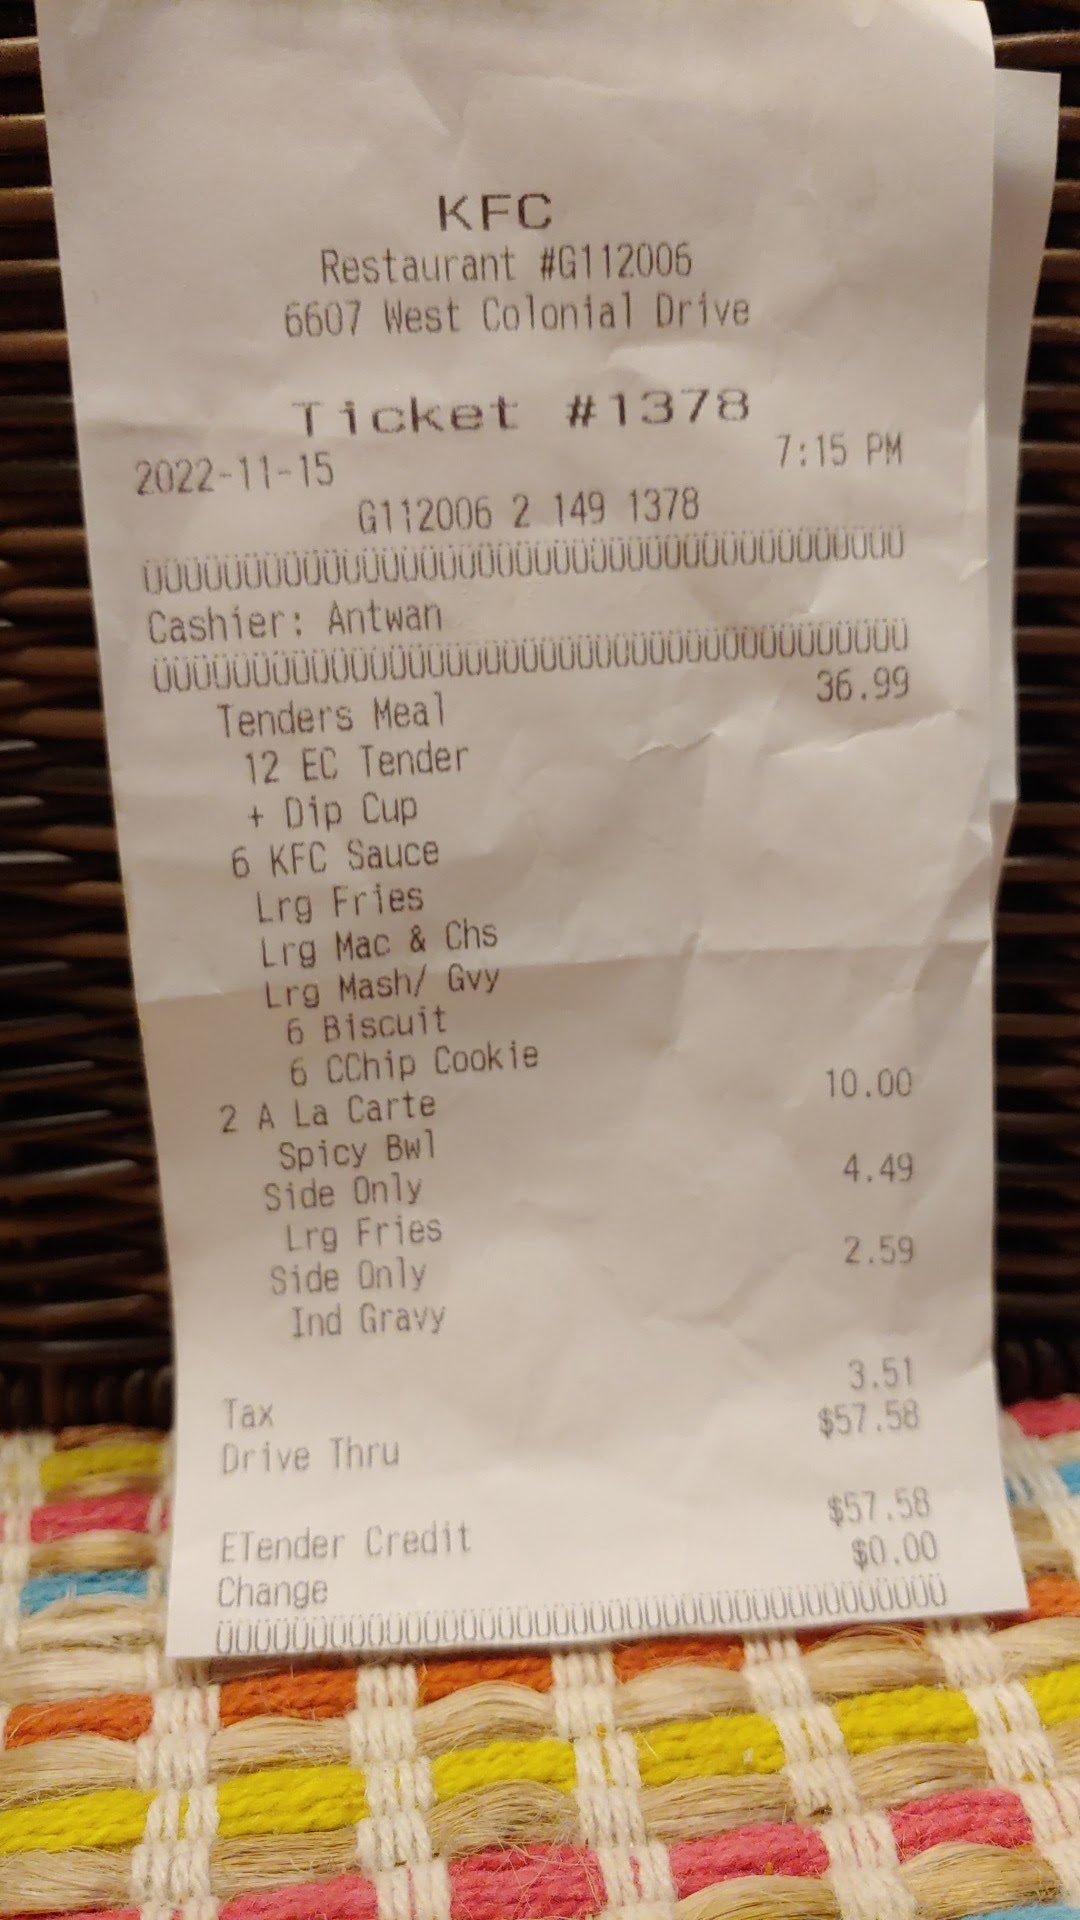 KFC
Restaurant #G112006
6607 West Colonial Drive
Ticket #1378
2022-11-15 7:15 PM
G112006 2 149 1378
ÜÜÜÜÜÜÜÜÜÜÜÜÜÜÜÜÜÜÜÜÜÜÜÜÜÜÜÜÜÜÜÜÜÜÜÜÜÜÜ
Cashier: Antwan
ÜÜÜÜÜÜÜÜÜÜÜÜÜÜÜÜÜÜÜÜÜÜÜÜÜÜÜÜÜÜÜÜÜÜÜÜÜÜÜ
Tenders Meal 36.99
12 EC Tender
+ Dip Cup
6 KFC Sauce
Lrg Fries
Lrg Mac & Chs
Lrg Mash/ Gvy
6 Biscuit
6 CChip Cookie
2 A La Carte 10.00
Spicy Bwl
Side Only 4.49
Lrg Fries
Side Only 2.59
Ind Gravy
Tax 3.51
Drive Thru $57.58
ETender Credit $57.58
Change $0.00
ÜÜÜÜÜÜÜÜÜÜÜÜÜÜÜÜÜÜÜÜÜÜÜÜÜÜÜÜÜÜÜÜÜÜÜÜÜÜÜ